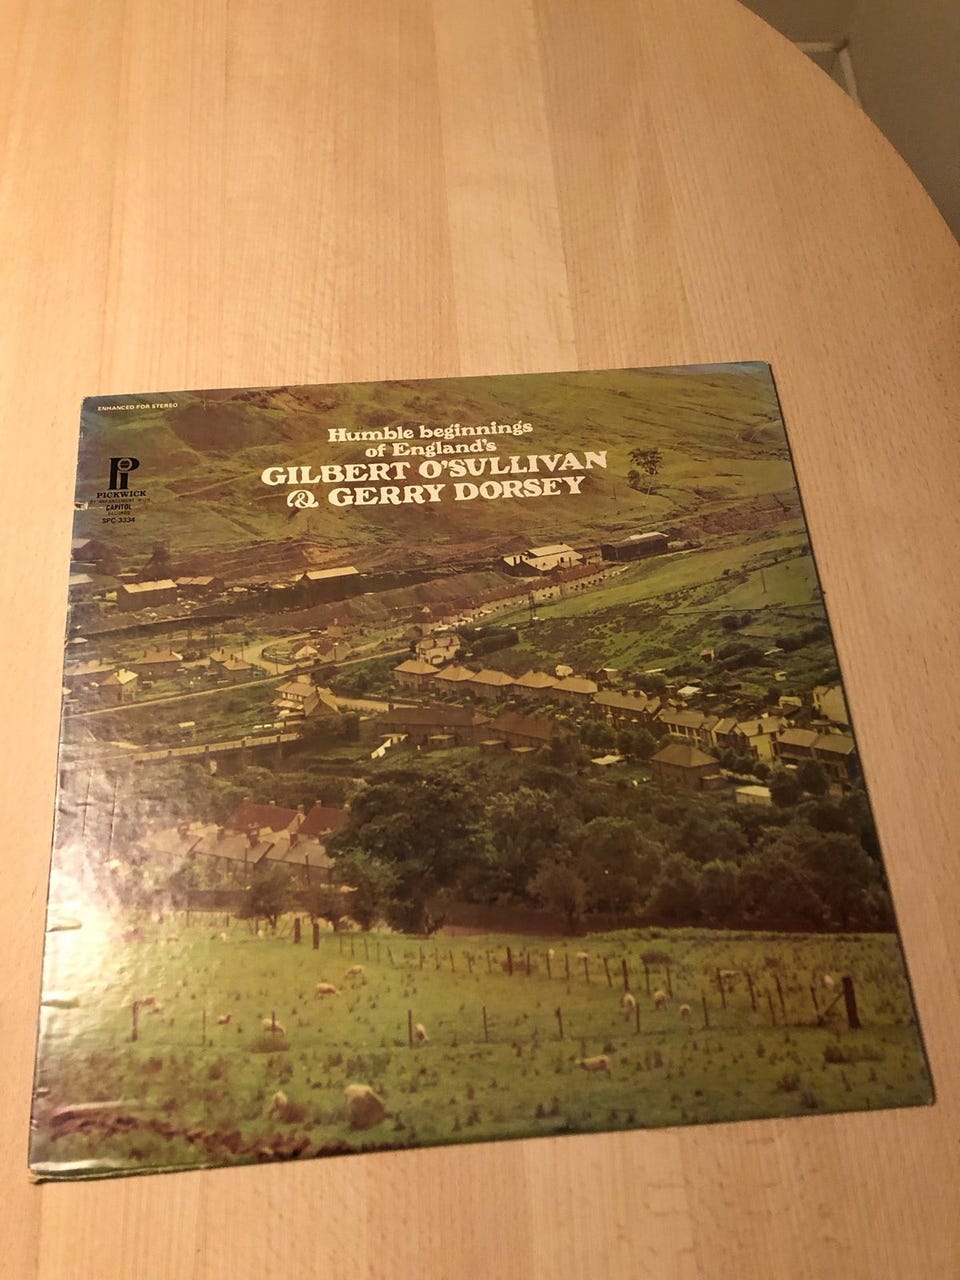 ENHANCED FOR STEREO
Humble beginnings
of England's
GILBERT O'SULLIVAN
& GERRY DORSEY
Pi
PICKWICK
BY ARRANGEMENT WITH
CAPITOL
RECORDS
SPC-3334